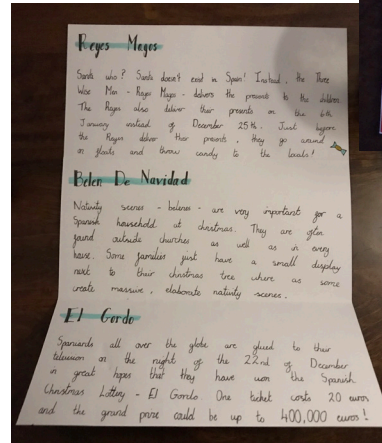 Reyes Magos
Santa who? Santa doesn't exist in Spain! Instead, the Three
Wise Men - Reyes Magos - delivers the presents to the children
The Reyes also deliver their presents on the 6th
January instead of December 25th. Just before
the Reyes deliver their presents, they go around
on floats and throw candy to the locals!
Belen De Navidad
Nativity scenes - belenes - are very important for a
Spanish household at christmas. They are often
found outside churches as well as in every
house. Some families just have a small display
next to their christmas tree where as some
create massive, elaborate nativity scenes.
El Gordo
Spaniards all over the globe are glued to their
television on the night of the 22nd of December
in great hopes that they have won the Spanish
Christmas Lottery - El Gordo One ticket costs 20 euros
and the grand prize could be up to 400,000 euros!